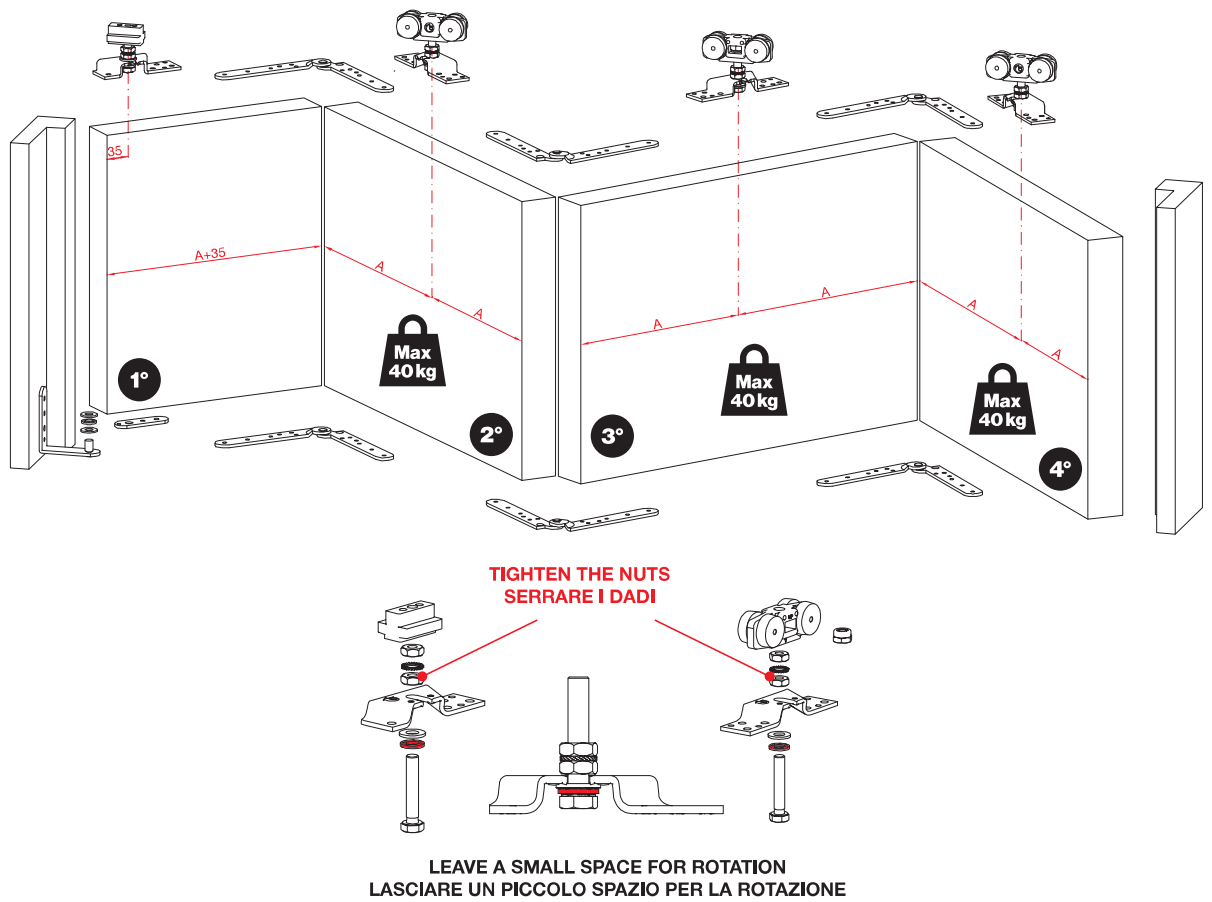 35
A+35
A
A
A
A
A
A
Max
40 kg
Max
40 kg
Max
40 kg
1°
2°
3°
4°
TIGHTEN THE NUTS
SERRARE I DADI
LEAVE A SMALL SPACE FOR ROTATION
LASCIARE UN PICCOLO SPAZIO PER LA ROTAZIONE